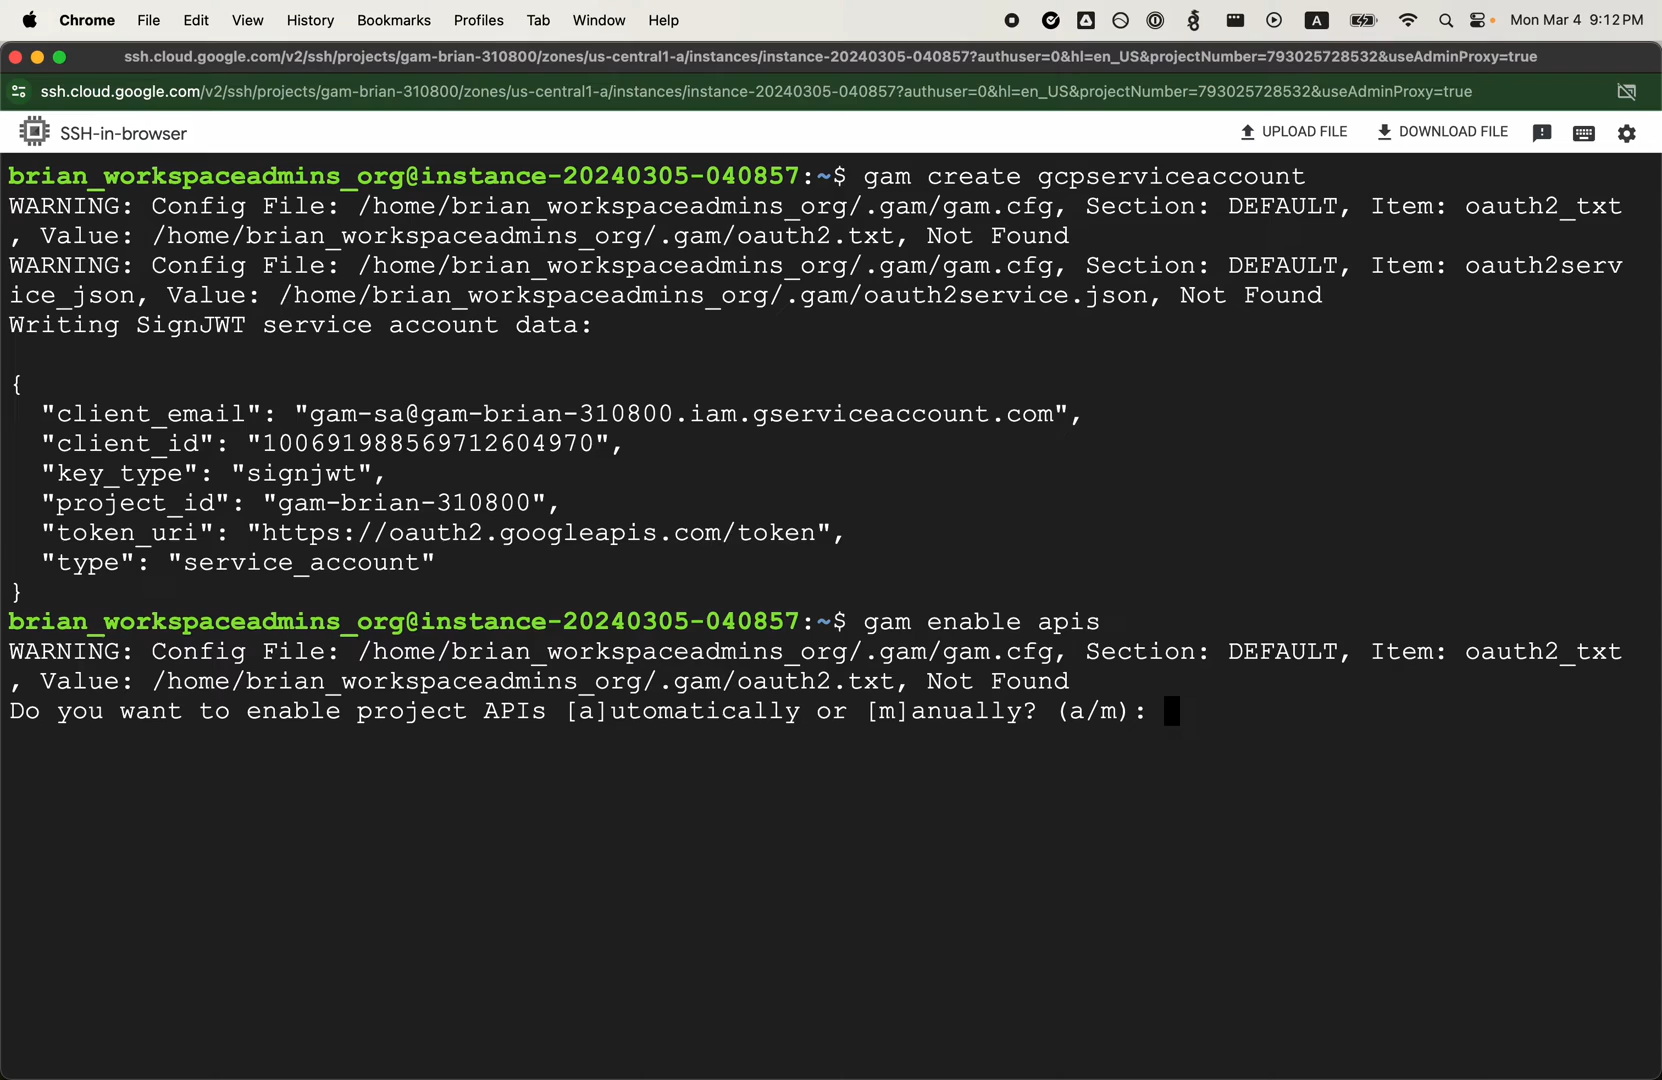 Chrome File Edit View History Bookmarks Profiles Tab Window Help A Mon Mar 4 9:12 PM
ssh.cloud.google.com/v2/ssh/projects/gam-brian-310800/zones/us-central1-a/instances/instance-20240305-040857?authuser=0&hl=en_US&projectNumber=793025728532&useAdminProxy=true
ssh.cloud.google.com/v2/ssh/projects/gam-brian-310800/zones/us-central1-a/instances/instance-20240305-040857?authuser=0&hl=en_US&projectNumber=793025728532&useAdminProxy=true
SSH-in-browser UPLOAD FILE DOWNLOAD FILE
brian_workspaceadmins_org@instance-20240305-040857:~$ gam create gcpserviceaccount
WARNING: Config File: /home/brian_workspaceadmins_org/.gam/gam.cfg, Section: DEFAULT, Item: oauth2_txt
, Value: /home/brian_workspaceadmins_org/.gam/oauth2.txt, Not Found
WARNING: Config File: /home/brian_workspaceadmins_org/.gam/gam.cfg, Section: DEFAULT, Item: oauth2serv
ice_json, Value: /home/brian_workspaceadmins_org/.gam/oauth2service.json, Not Found
Writing SignJWT service account data:
{
"client_email": "gam-sa@gam-brian-310800.iam.gserviceaccount.com",
"client_id": "100691988569712604970",
"key_type": "signjwt",
"project_id": "gam-brian-310800",
"token_uri": "https://oauth2.googleapis.com/token",
"type": "service_account"
}
brian_workspaceadmins_org@instance-20240305-040857:~$ gam enable apis
WARNING: Config File: /home/brian_workspaceadmins_org/.gam/gam.cfg, Section: DEFAULT, Item: oauth2_txt
, Value: /home/brian_workspaceadmins_org/.gam/oauth2.txt, Not Found
Do you want to enable project APIs [a]utomatically or [m]anually? (a/m):